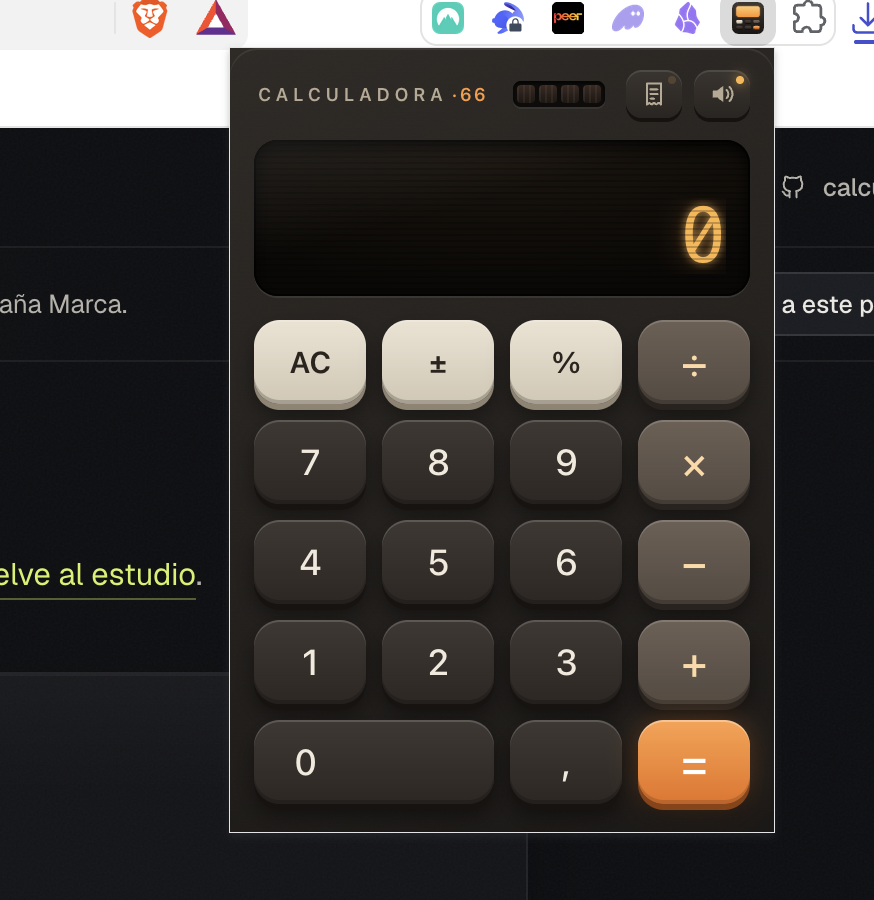 peer
CALCULADORA ·66
0
calcu
aña Marca.
a este p
AC ± % ÷
7 8 9 ×
4 5 6 −
elve al estudio.
1 2 3 +
0 , =